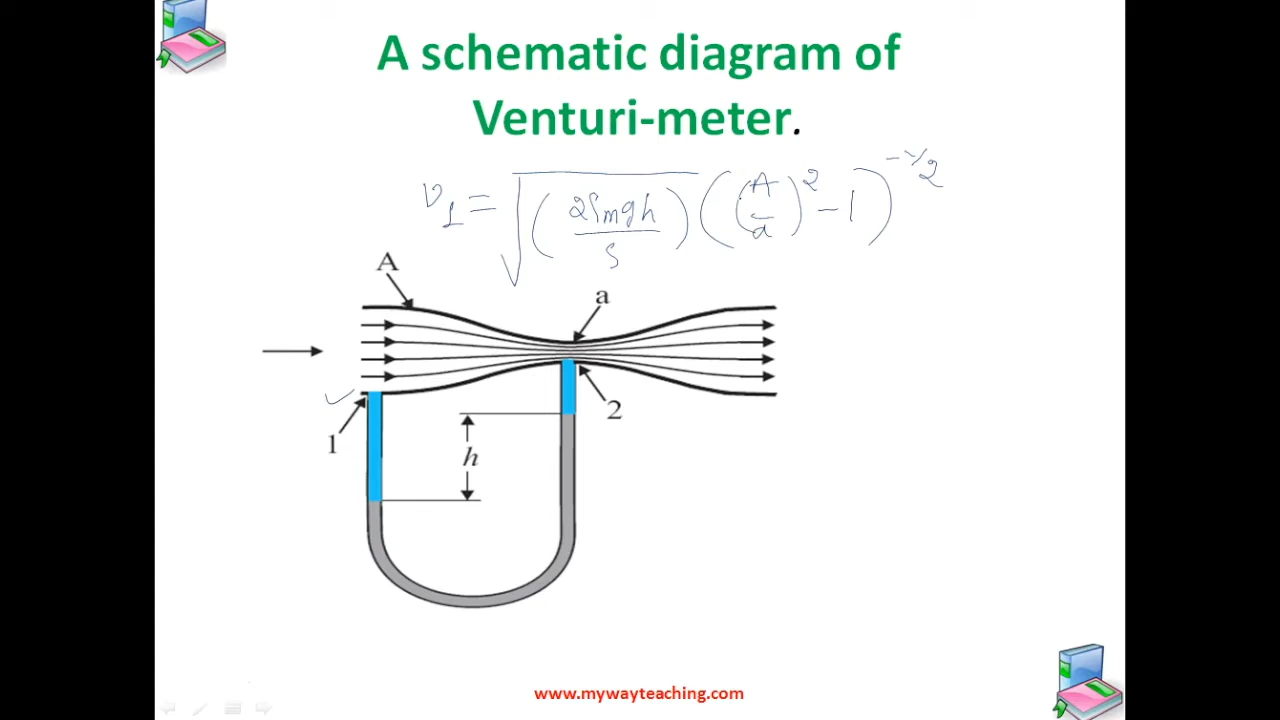 A schematic diagram of
Venturi-meter.
v₁ = √(2ρₘgh/ρ) ((A/a)² − 1)^(−1/2)
A
a
1
2
h
www.mywayteaching.com